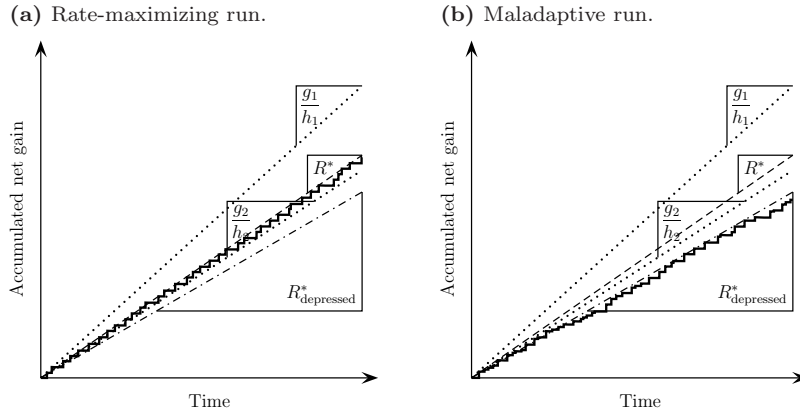 (a) Rate-maximizing run.
Accumulated net gain
g1
h1
R*
g2
h2
R*depressed
Time
(b) Maladaptive run.
Accumulated net gain
g1
h1
R*
g2
h2
R*depressed
Time